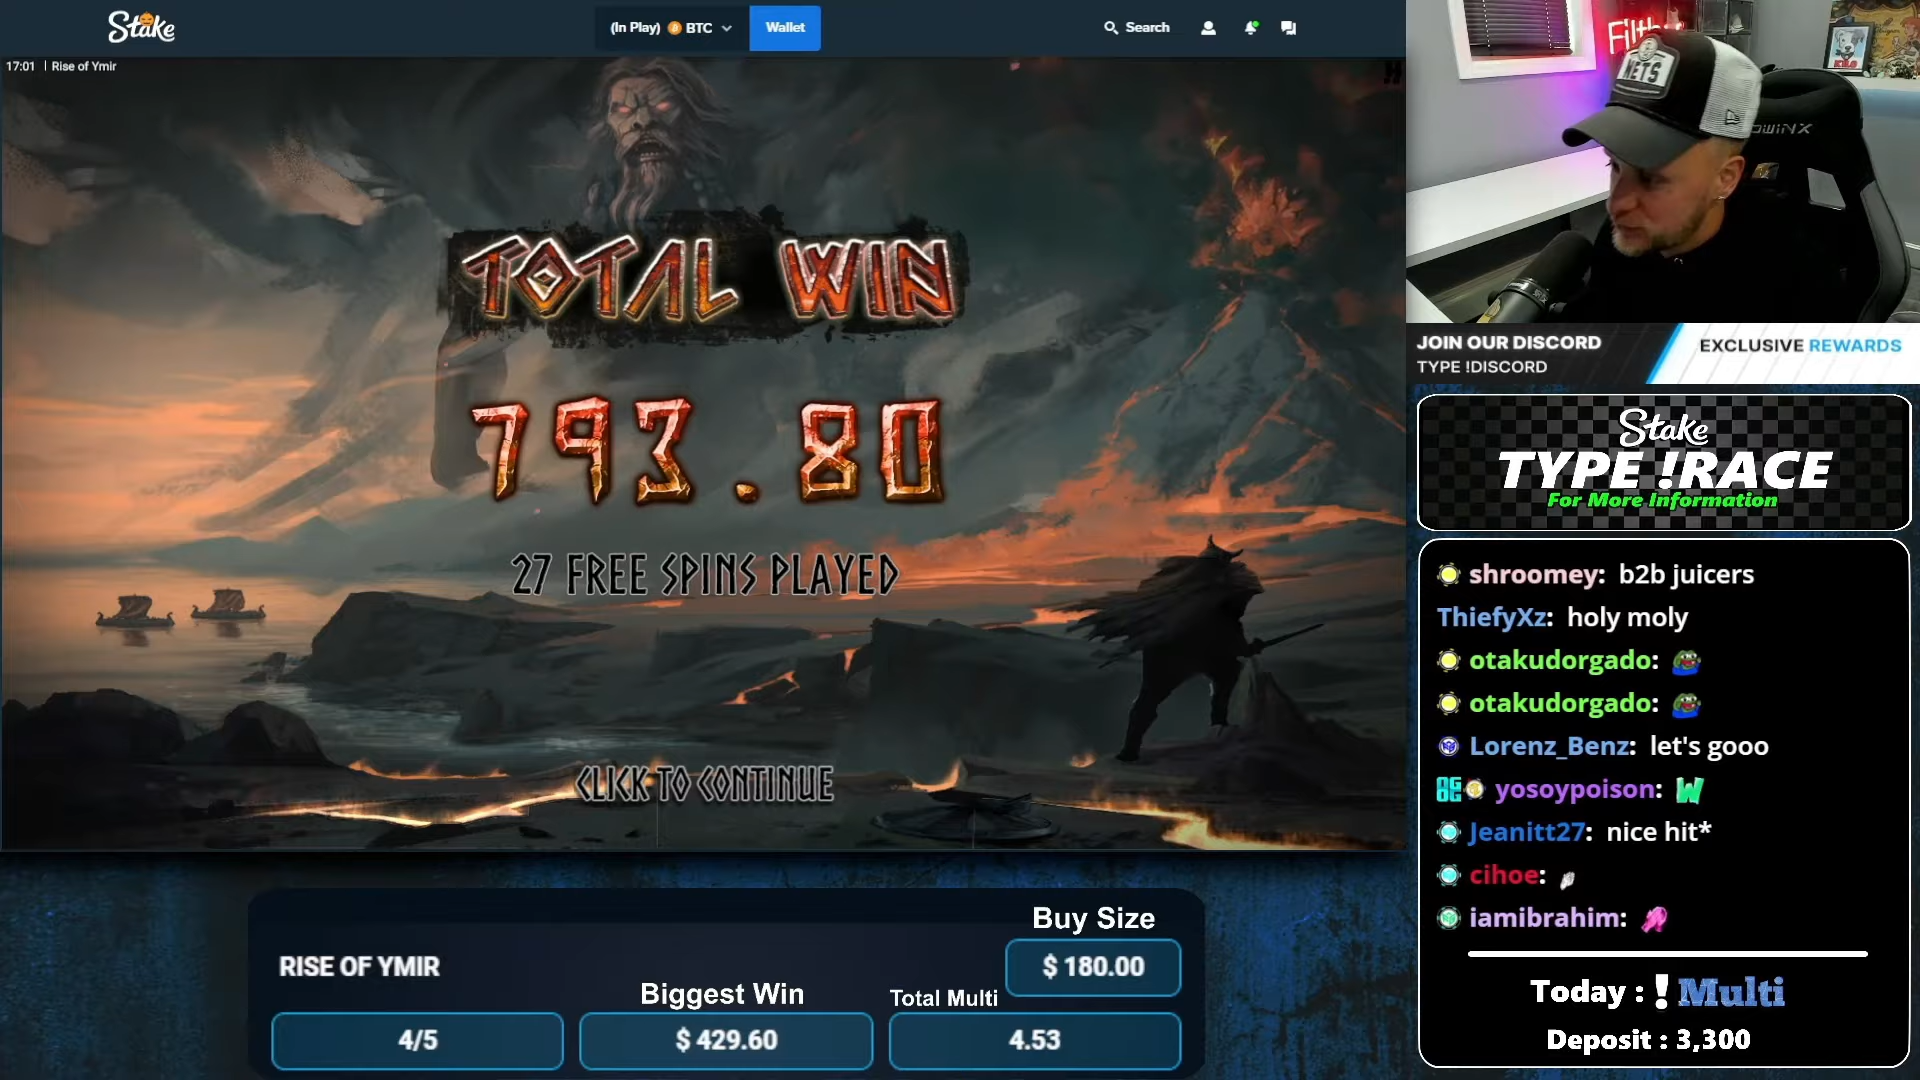 Stake
(In Play) BTC
Wallet
Search
17:01 | Rise of Ymir
TOTAL WIN
793.80
27 FREE SPINS PLAYED
CLICK TO CONTINUE
NETS
JOIN OUR DISCORD
TYPE !DISCORD
EXCLUSIVE REWARDS
Stake
TYPE !RACE
For More Information
shroomey: b2b juicers
ThiefyXz: holy moly
otakudorgado:
otakudorgado:
Lorenz_Benz: let's gooo
yosoypoison: W
Jeanitt27: nice hit*
cihoe:
iamibrahim:
Today : ! Multi
Deposit : 3,300
Buy Size
RISE OF YMIR
$ 180.00
Biggest Win
Total Multi
4/5
$ 429.60
4.53